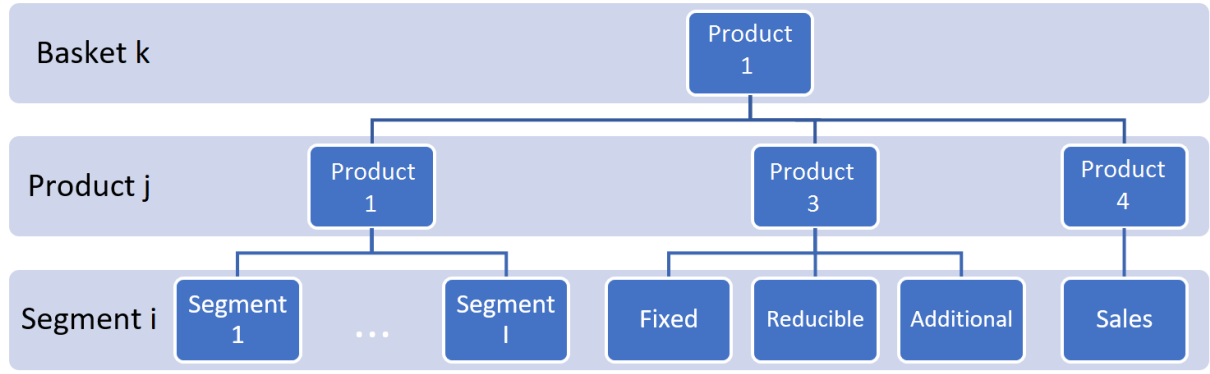 Basket k
Product
1
Product j
Product
1
Product
3
Product
4
Segment i
Segment
1
...
Segment
I
Fixed
Reducible
Additional
Sales